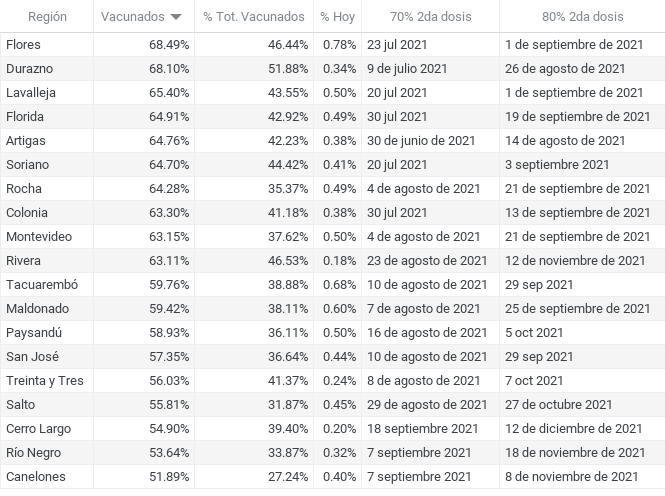 Región Vacunados % Tot. Vacunados % Hoy 70% 2da dosis 80% 2da dosis
Flores 68.49% 46.44% 0.78% 23 jul 2021 1 de septiembre de 2021
Durazno 68.10% 51.88% 0.34% 9 de julio 2021 26 de agosto de 2021
Lavalleja 65.40% 43.55% 0.50% 20 jul 2021 1 de septiembre de 2021
Florida 64.91% 42.92% 0.49% 30 jul 2021 19 de septiembre de 2021
Artigas 64.76% 42.23% 0.38% 30 de junio de 2021 14 de agosto de 2021
Soriano 64.70% 44.42% 0.41% 20 jul 2021 3 septiembre 2021
Rocha 64.28% 35.37% 0.49% 4 de agosto de 2021 21 de septiembre de 2021
Colonia 63.30% 41.18% 0.38% 30 jul 2021 13 de septiembre de 2021
Montevideo 63.15% 37.62% 0.50% 4 de agosto de 2021 21 de septiembre de 2021
Rivera 63.11% 46.53% 0.18% 23 de agosto de 2021 12 de noviembre de 2021
Tacuarembó 59.76% 38.88% 0.68% 10 de agosto de 2021 29 sep 2021
Maldonado 59.42% 38.11% 0.60% 7 de agosto de 2021 25 de septiembre de 2021
Paysandú 58.93% 36.11% 0.50% 16 de agosto de 2021 5 oct 2021
San José 57.35% 36.64% 0.44% 10 de agosto de 2021 29 sep 2021
Treinta y Tres 56.03% 41.37% 0.24% 8 de agosto de 2021 7 oct 2021
Salto 55.81% 31.87% 0.45% 29 de agosto de 2021 27 de octubre 2021
Cerro Largo 54.90% 39.40% 0.20% 18 septiembre 2021 12 de diciembre de 2021
Río Negro 53.64% 33.87% 0.32% 7 septiembre 2021 18 de noviembre de 2021
Canelones 51.89% 27.24% 0.40% 7 septiembre 2021 8 de noviembre de 2021